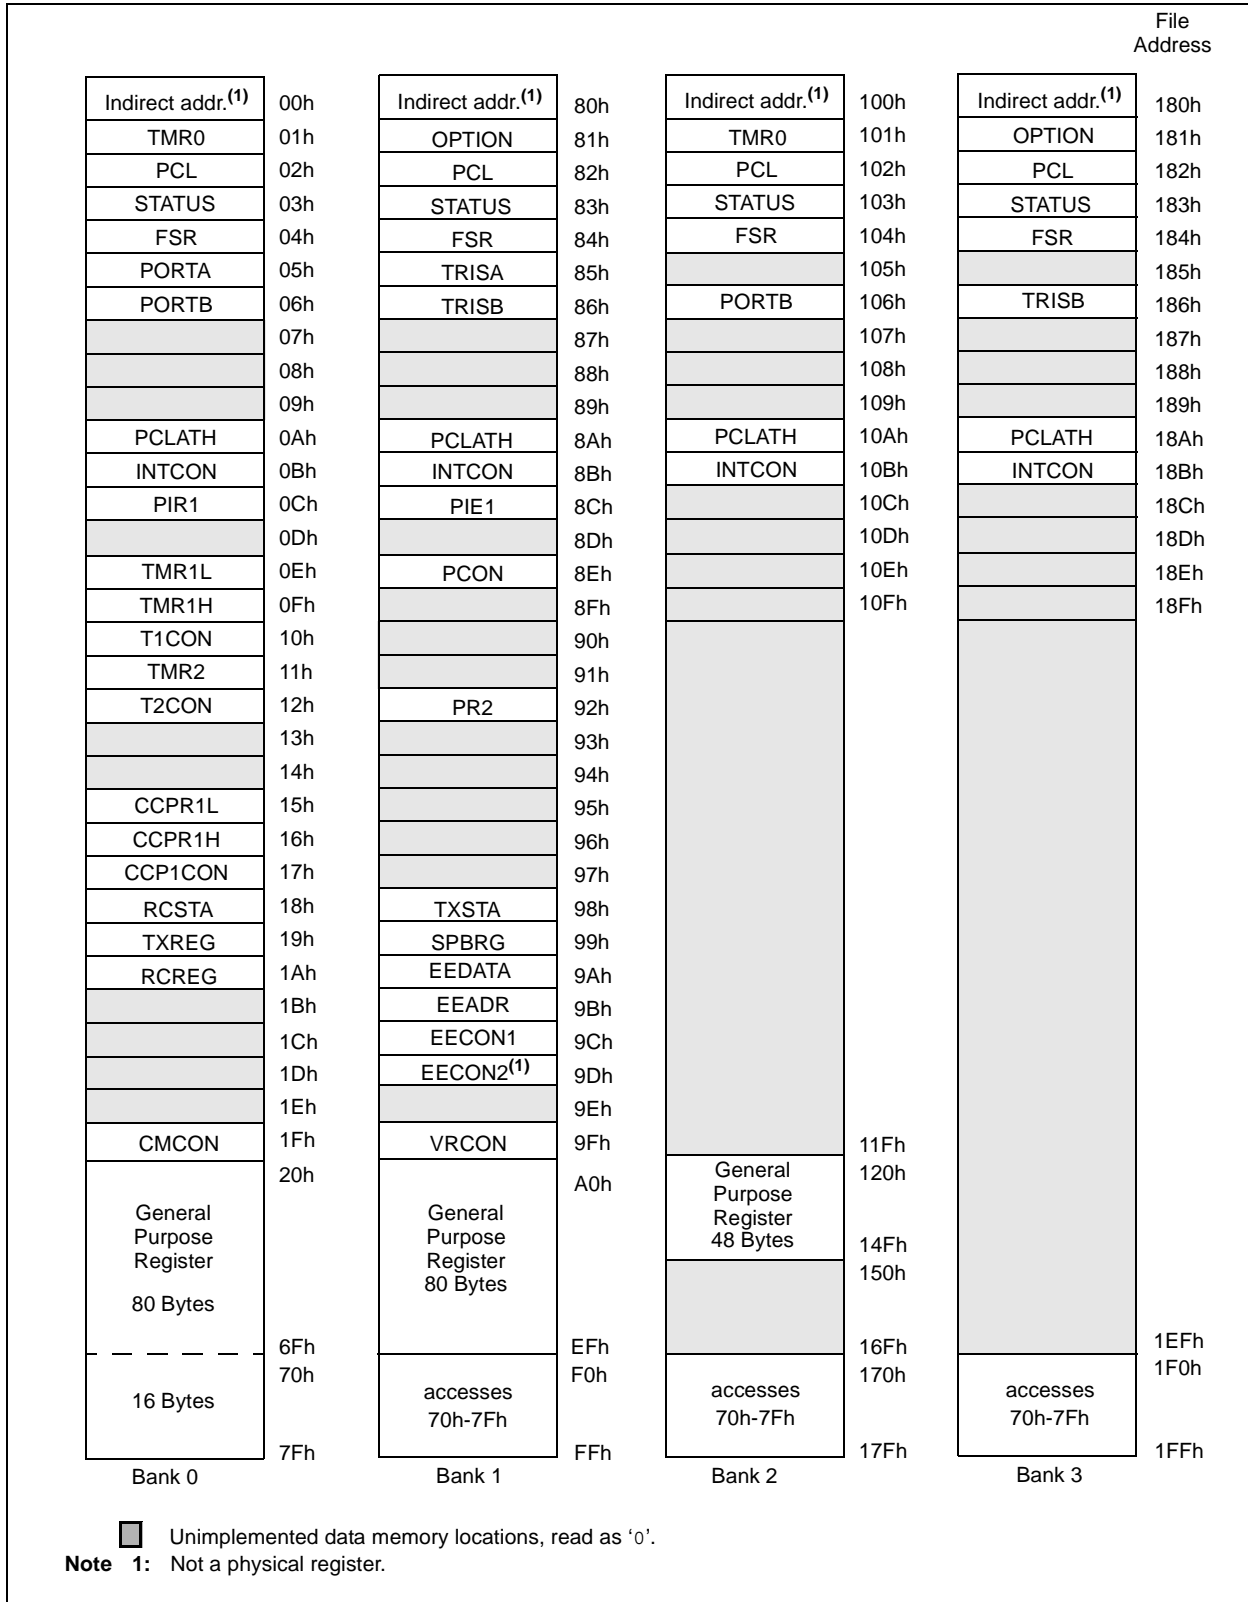 File
Address
Indirect addr.(1) 00h Indirect addr.(1) 80h Indirect addr.(1) 100h Indirect addr.(1) 180h
TMR0 01h OPTION 81h TMR0 101h OPTION 181h
PCL 02h PCL 82h PCL 102h PCL 182h
STATUS 03h STATUS 83h STATUS 103h STATUS 183h
FSR 04h FSR 84h FSR 104h FSR 184h
PORTA 05h TRISA 85h 105h 185h
PORTB 06h TRISB 86h PORTB 106h TRISB 186h
07h 87h 107h 187h
08h 88h 108h 188h
09h 89h 109h 189h
PCLATH 0Ah PCLATH 8Ah PCLATH 10Ah PCLATH 18Ah
INTCON 0Bh INTCON 8Bh INTCON 10Bh INTCON 18Bh
PIR1 0Ch PIE1 8Ch 10Ch 18Ch
0Dh 8Dh 10Dh 18Dh
TMR1L 0Eh PCON 8Eh 10Eh 18Eh
TMR1H 0Fh 8Fh 10Fh 18Fh
T1CON 10h 90h
TMR2 11h 91h
T2CON 12h PR2 92h
13h 93h
14h 94h
CCPR1L 15h 95h
CCPR1H 16h 96h
CCP1CON 17h 97h
RCSTA 18h TXSTA 98h
TXREG 19h SPBRG 99h
RCREG 1Ah EEDATA 9Ah
1Bh EEADR 9Bh
1Ch EECON1 9Ch
1Dh EECON2(1) 9Dh
1Eh 9Eh
CMCON 1Fh VRCON 9Fh 11Fh
20h A0h General 120h
Purpose
General General Register
Purpose Purpose 48 Bytes 14Fh
Register Register 150h
80 Bytes 80 Bytes
6Fh EFh 16Fh 1EFh
70h F0h 170h 1F0h
16 Bytes accesses accesses accesses
70h-7Fh 70h-7Fh 70h-7Fh
7Fh FFh 17Fh 1FFh
Bank 0 Bank 1 Bank 2 Bank 3
Unimplemented data memory locations, read as ‘0’.
Note 1: Not a physical register.